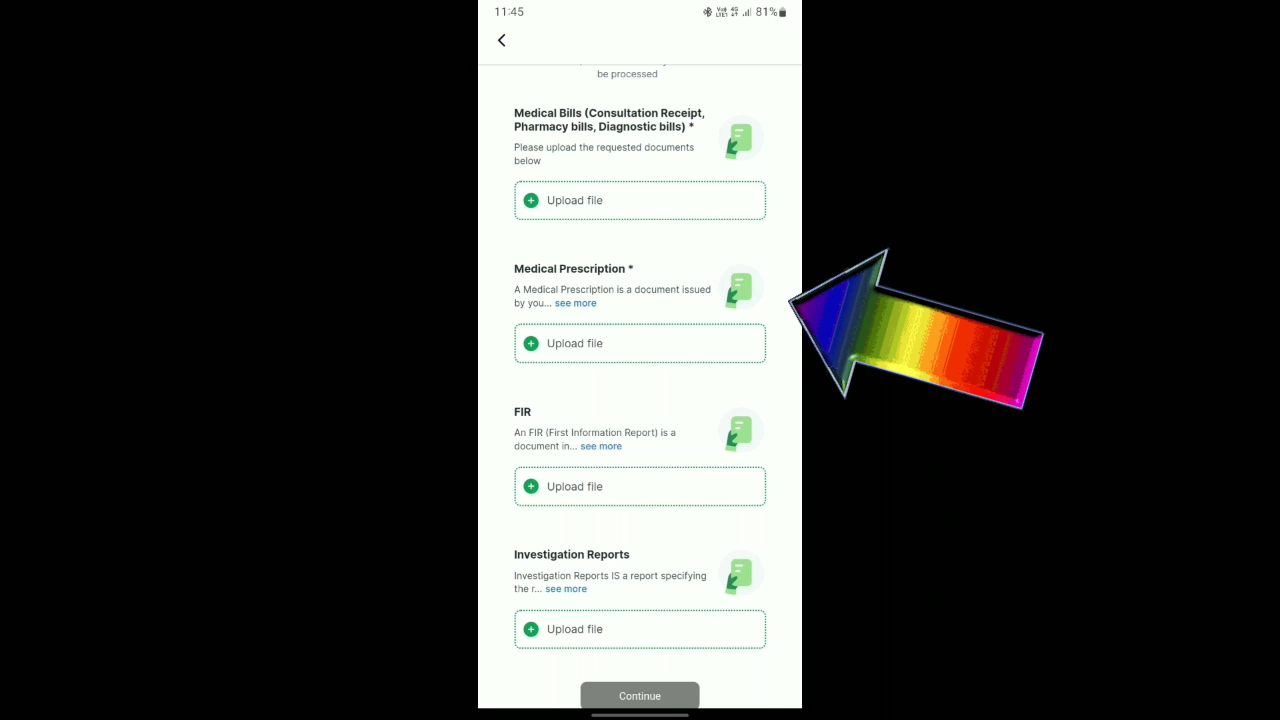 11:45
81%
be processed
Medical Bills (Consultation Receipt,
Pharmacy bills, Diagnostic bills) *
Please upload the requested documents
below
Upload file
Medical Prescription *
A Medical Prescription is a document issued
by you... see more
Upload file
FIR
An FIR (First Information Report) is a
document in... see more
Upload file
Investigation Reports
Investigation Reports IS a report specifying
the r... see more
Upload file
Continue